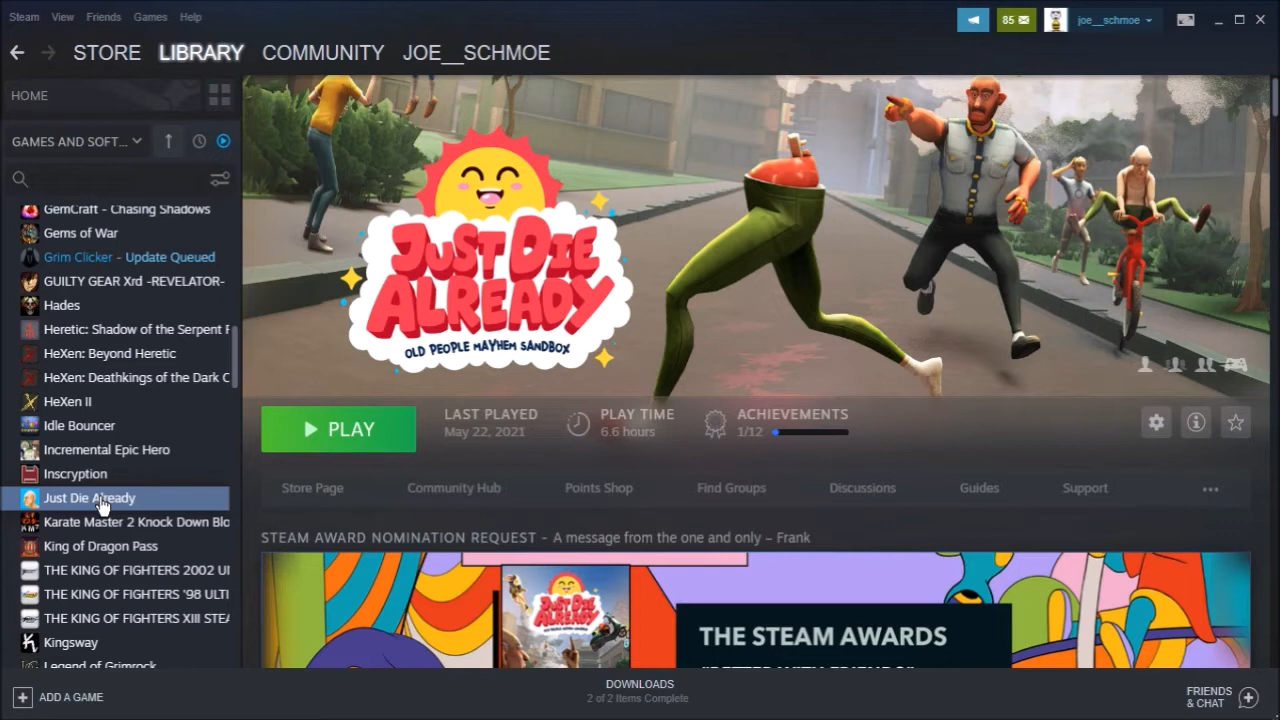 Steam View Friends Games Help
85
joe__schmoe
STORE LIBRARY COMMUNITY JOE__SCHMOE
HOME
GAMES AND SOFT...
GemCraft - Chasing Shadows
Gems of War
Grim Clicker - Update Queued
GUILTY GEAR Xrd -REVELATOR-
Hades
Heretic: Shadow of the Serpent R
HeXen: Beyond Heretic
HeXen: Deathkings of the Dark C
HeXen II
Idle Bouncer
Incremental Epic Hero
Inscryption
Just Die Already
Karate Master 2 Knock Down Blo
King of Dragon Pass
THE KING OF FIGHTERS 2002 UI
THE KING OF FIGHTERS '98 ULTI
THE KING OF FIGHTERS XIII STEA
Kingsway
Legend of Grimrock
JUST DIE
ALREADY
OLD PEOPLE MAYHEM SANDBOX
PLAY
LAST PLAYED
May 22, 2021
PLAY TIME
6.6 hours
ACHIEVEMENTS
1/12
Store Page Community Hub Points Shop Find Groups Discussions Guides Support ...
STEAM AWARD NOMINATION REQUEST - A message from the one and only – Frank
JUST DIE
ALREADY
THE STEAM AWARDS
"BETTER WITH FRIENDS"
ADD A GAME
DOWNLOADS
2 of 2 Items Complete
FRIENDS
& CHAT